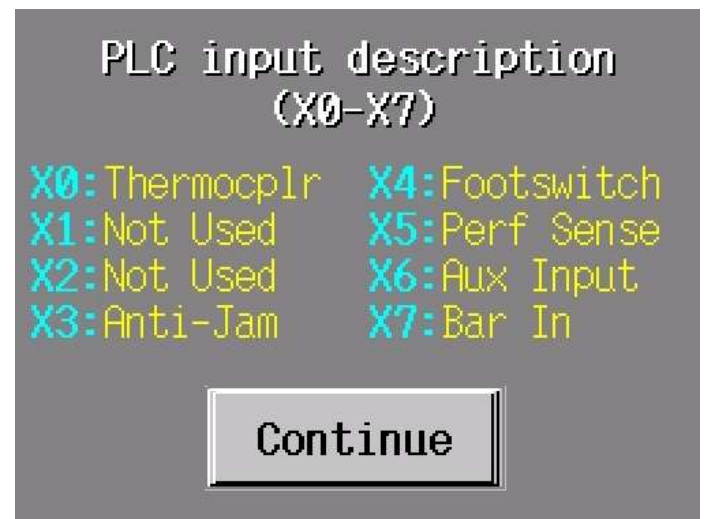 PLC input description
(X0-X7)
X0:Thermocplr X4:Footswitch
X1:Not Used X5:Perf Sense
X2:Not Used X6:Aux Input
X3:Anti-Jam X7:Bar In
Continue